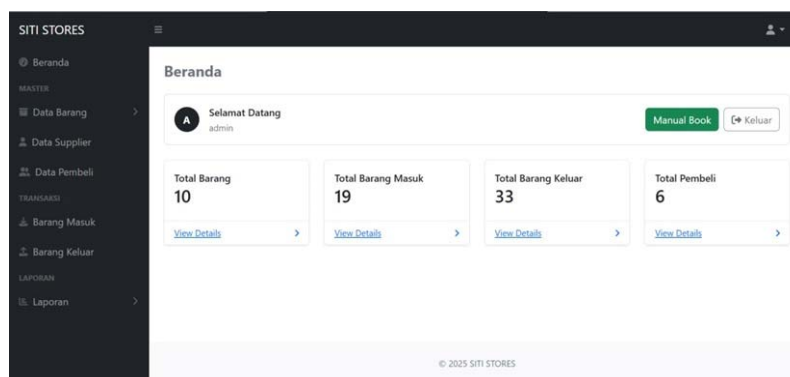 SITI STORES
Beranda
MASTER
Data Barang
Data Supplier
Data Pembeli
TRANSAKSI
Barang Masuk
Barang Keluar
LAPORAN
Laporan
Beranda
A
Selamat Datang
admin
Manual Book
Keluar
Total Barang
10
View Details
Total Barang Masuk
19
View Details
Total Barang Keluar
33
View Details
Total Pembeli
6
View Details
© 2025 SITI STORES